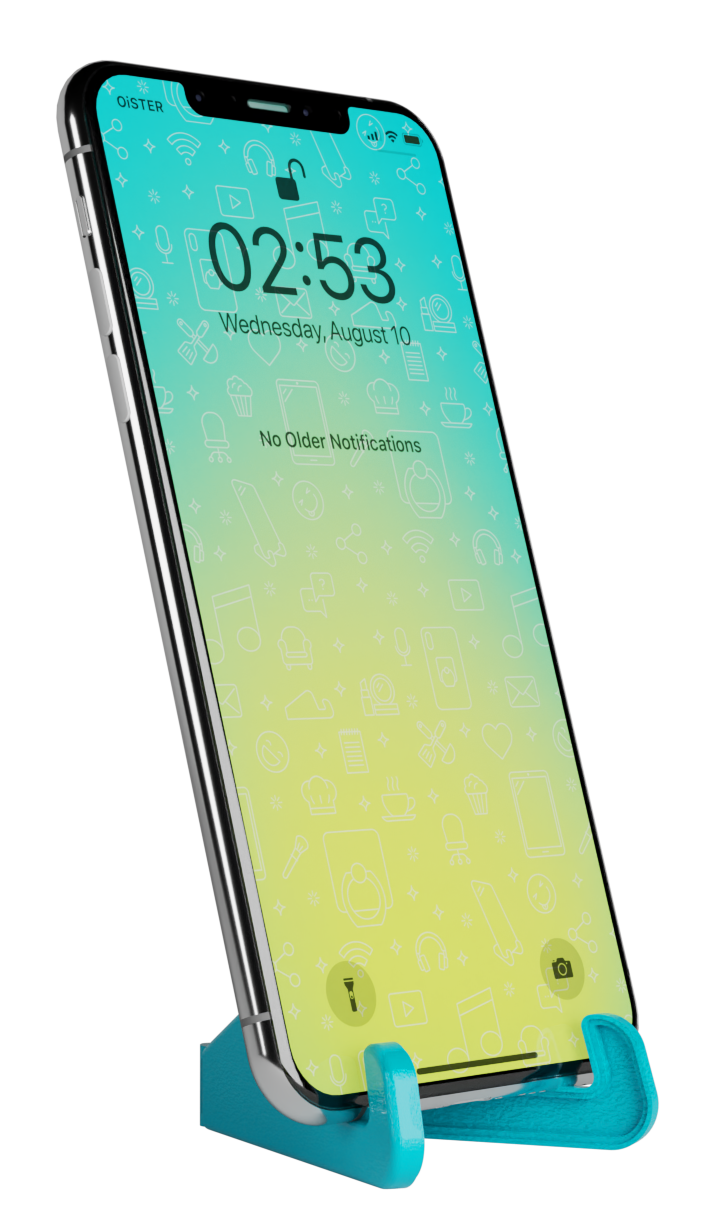 OiSTER
02:53
Wednesday, August 10
No Older Notifications